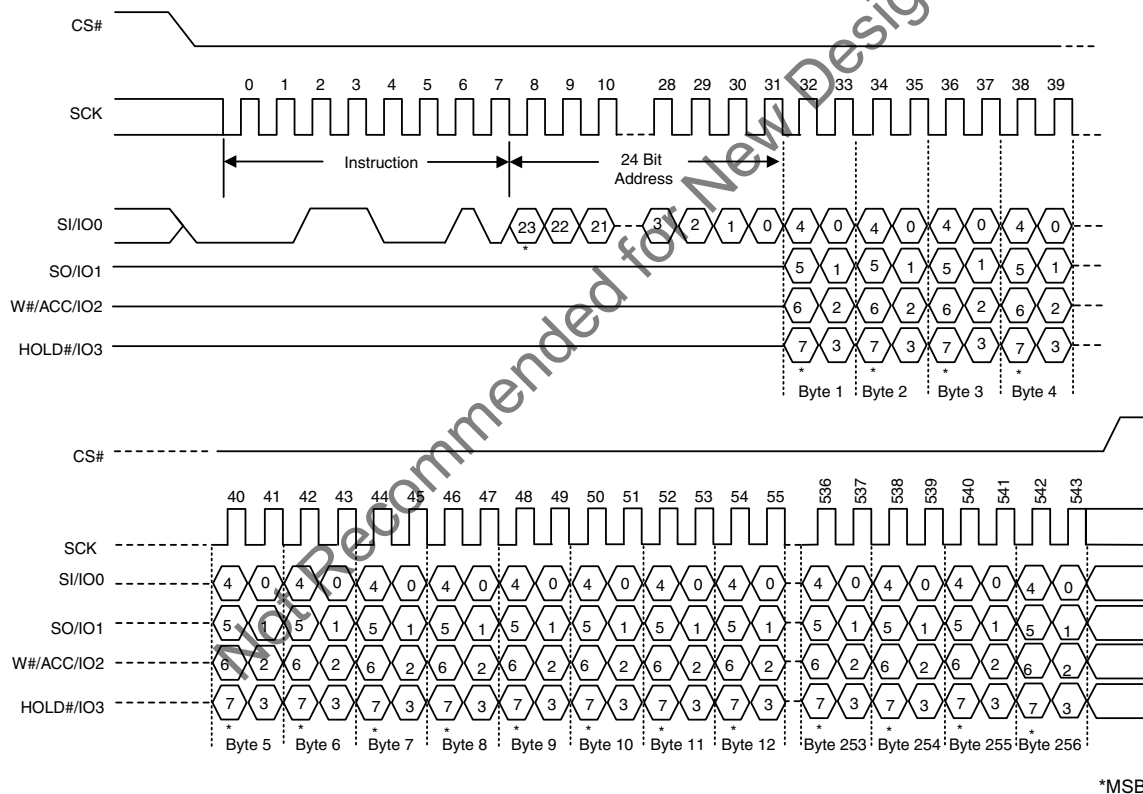 CS#
0 1 2 3 4 5 6 7 8 9 10 28 29 30 31 32 33 34 35 36 37 38 39
SCK
Instruction
24 Bit
Address
SI/IO0 23 22 21 3 2 1 0 4 0 4 0 4 0 4 0
*
SO/IO1 5 1 5 1 5 1 5 1
W#/ACC/IO2 6 2 6 2 6 2 6 2
HOLD#/IO3 7 3 7 3 7 3 7 3
* * * *
Byte 1 Byte 2 Byte 3 Byte 4
CS#
40 41 42 43 44 45 46 47 48 49 50 51 52 53 54 55 536 537 538 539 540 541 542 543
SCK
SI/IO0 4 0 4 0 4 0 4 0 4 0 4 0 4 0 4 0 4 0 4 0 4 0 4 0
SO/IO1 5 1 5 1 5 1 5 1 5 1 5 1 5 1 5 1 5 1 5 1 5 1 5 1
W#/ACC/IO2 6 2 6 2 6 2 6 2 6 2 6 2 6 2 6 2 6 2 6 2 6 2 6 2
HOLD#/IO3 7 3 7 3 7 3 7 3 7 3 7 3 7 3 7 3 7 3 7 3 7 3 7 3
* * * * * * * * * * * *
Byte 5 Byte 6 Byte 7 Byte 8 Byte 9 Byte 10 Byte 11 Byte 12 Byte 253 Byte 254 Byte 255 Byte 256
*MSB
Not Recommended for New Desig